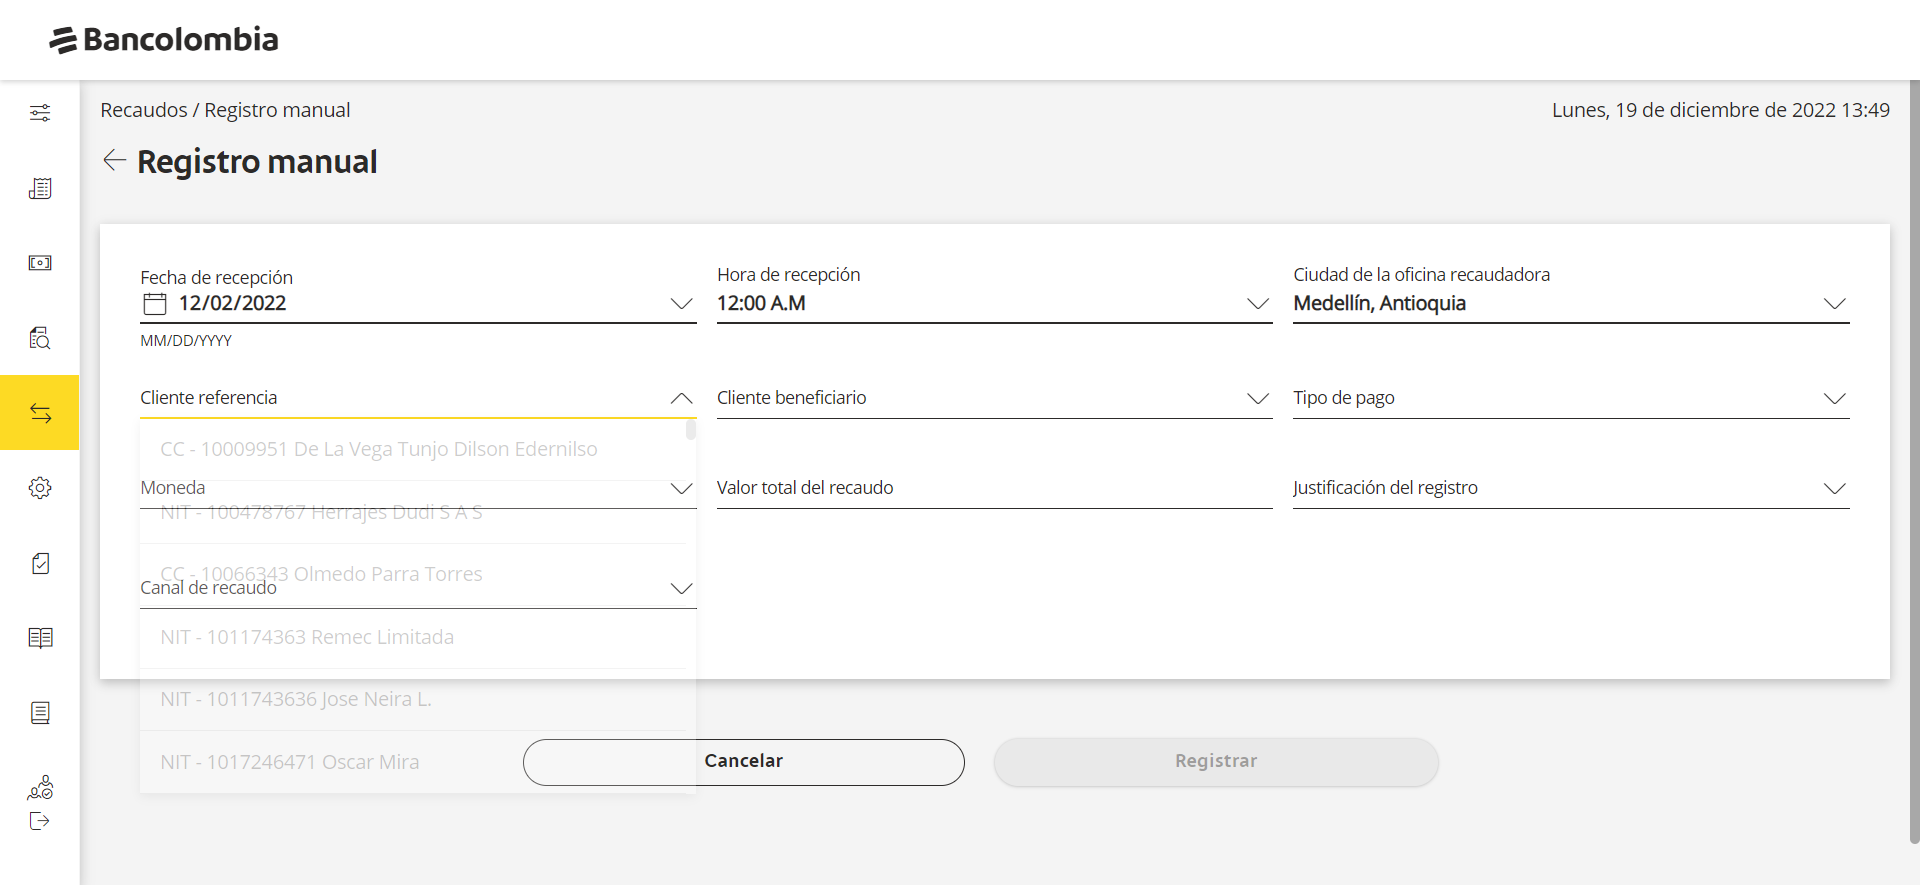 Bancolombia
Recaudos / Registro manual
Lunes, 19 de diciembre de 2022 13:49
Registro manual
Fecha de recepción
Hora de recepción
Ciudad de la oficina recaudadora
12/02/2022
12:00 A.M
Medellín, Antioquia
MM/DD/YYYY
Cliente referencia
Cliente beneficiario
Tipo de pago
CC - 10009951 De La Vega Tunjo Dilson Edernilso
Moneda
Valor total del recaudo
Justificación del registro
NIT - 100478767 Herrajes Dudi S A S
CC - 10066343 Olmedo Parra Torres
Canal de recaudo
NIT - 101174363 Remec Limitada
NIT - 1011743636 Jose Neira L.
NIT - 1017246471 Oscar Mira
Cancelar
Registrar